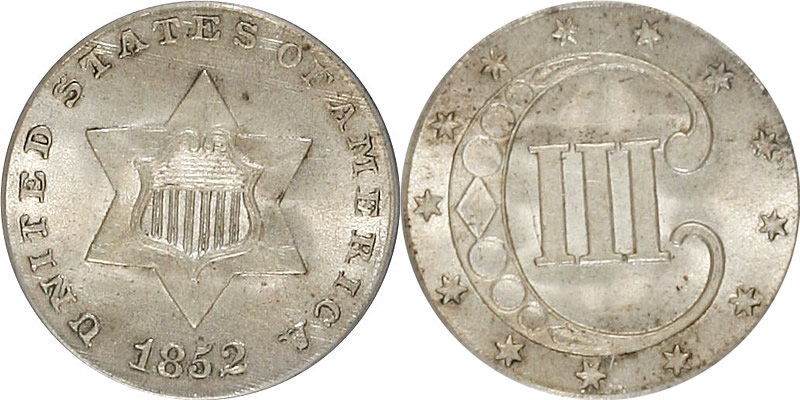 UNITED STATES OF AMERICA
1852
III